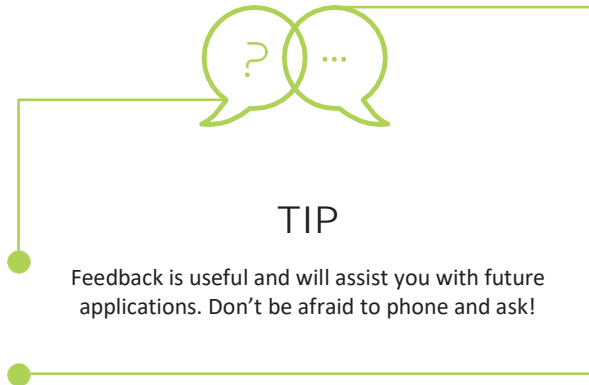 ? ...
TIP
Feedback is useful and will assist you with future
applications. Don’t be afraid to phone and ask!